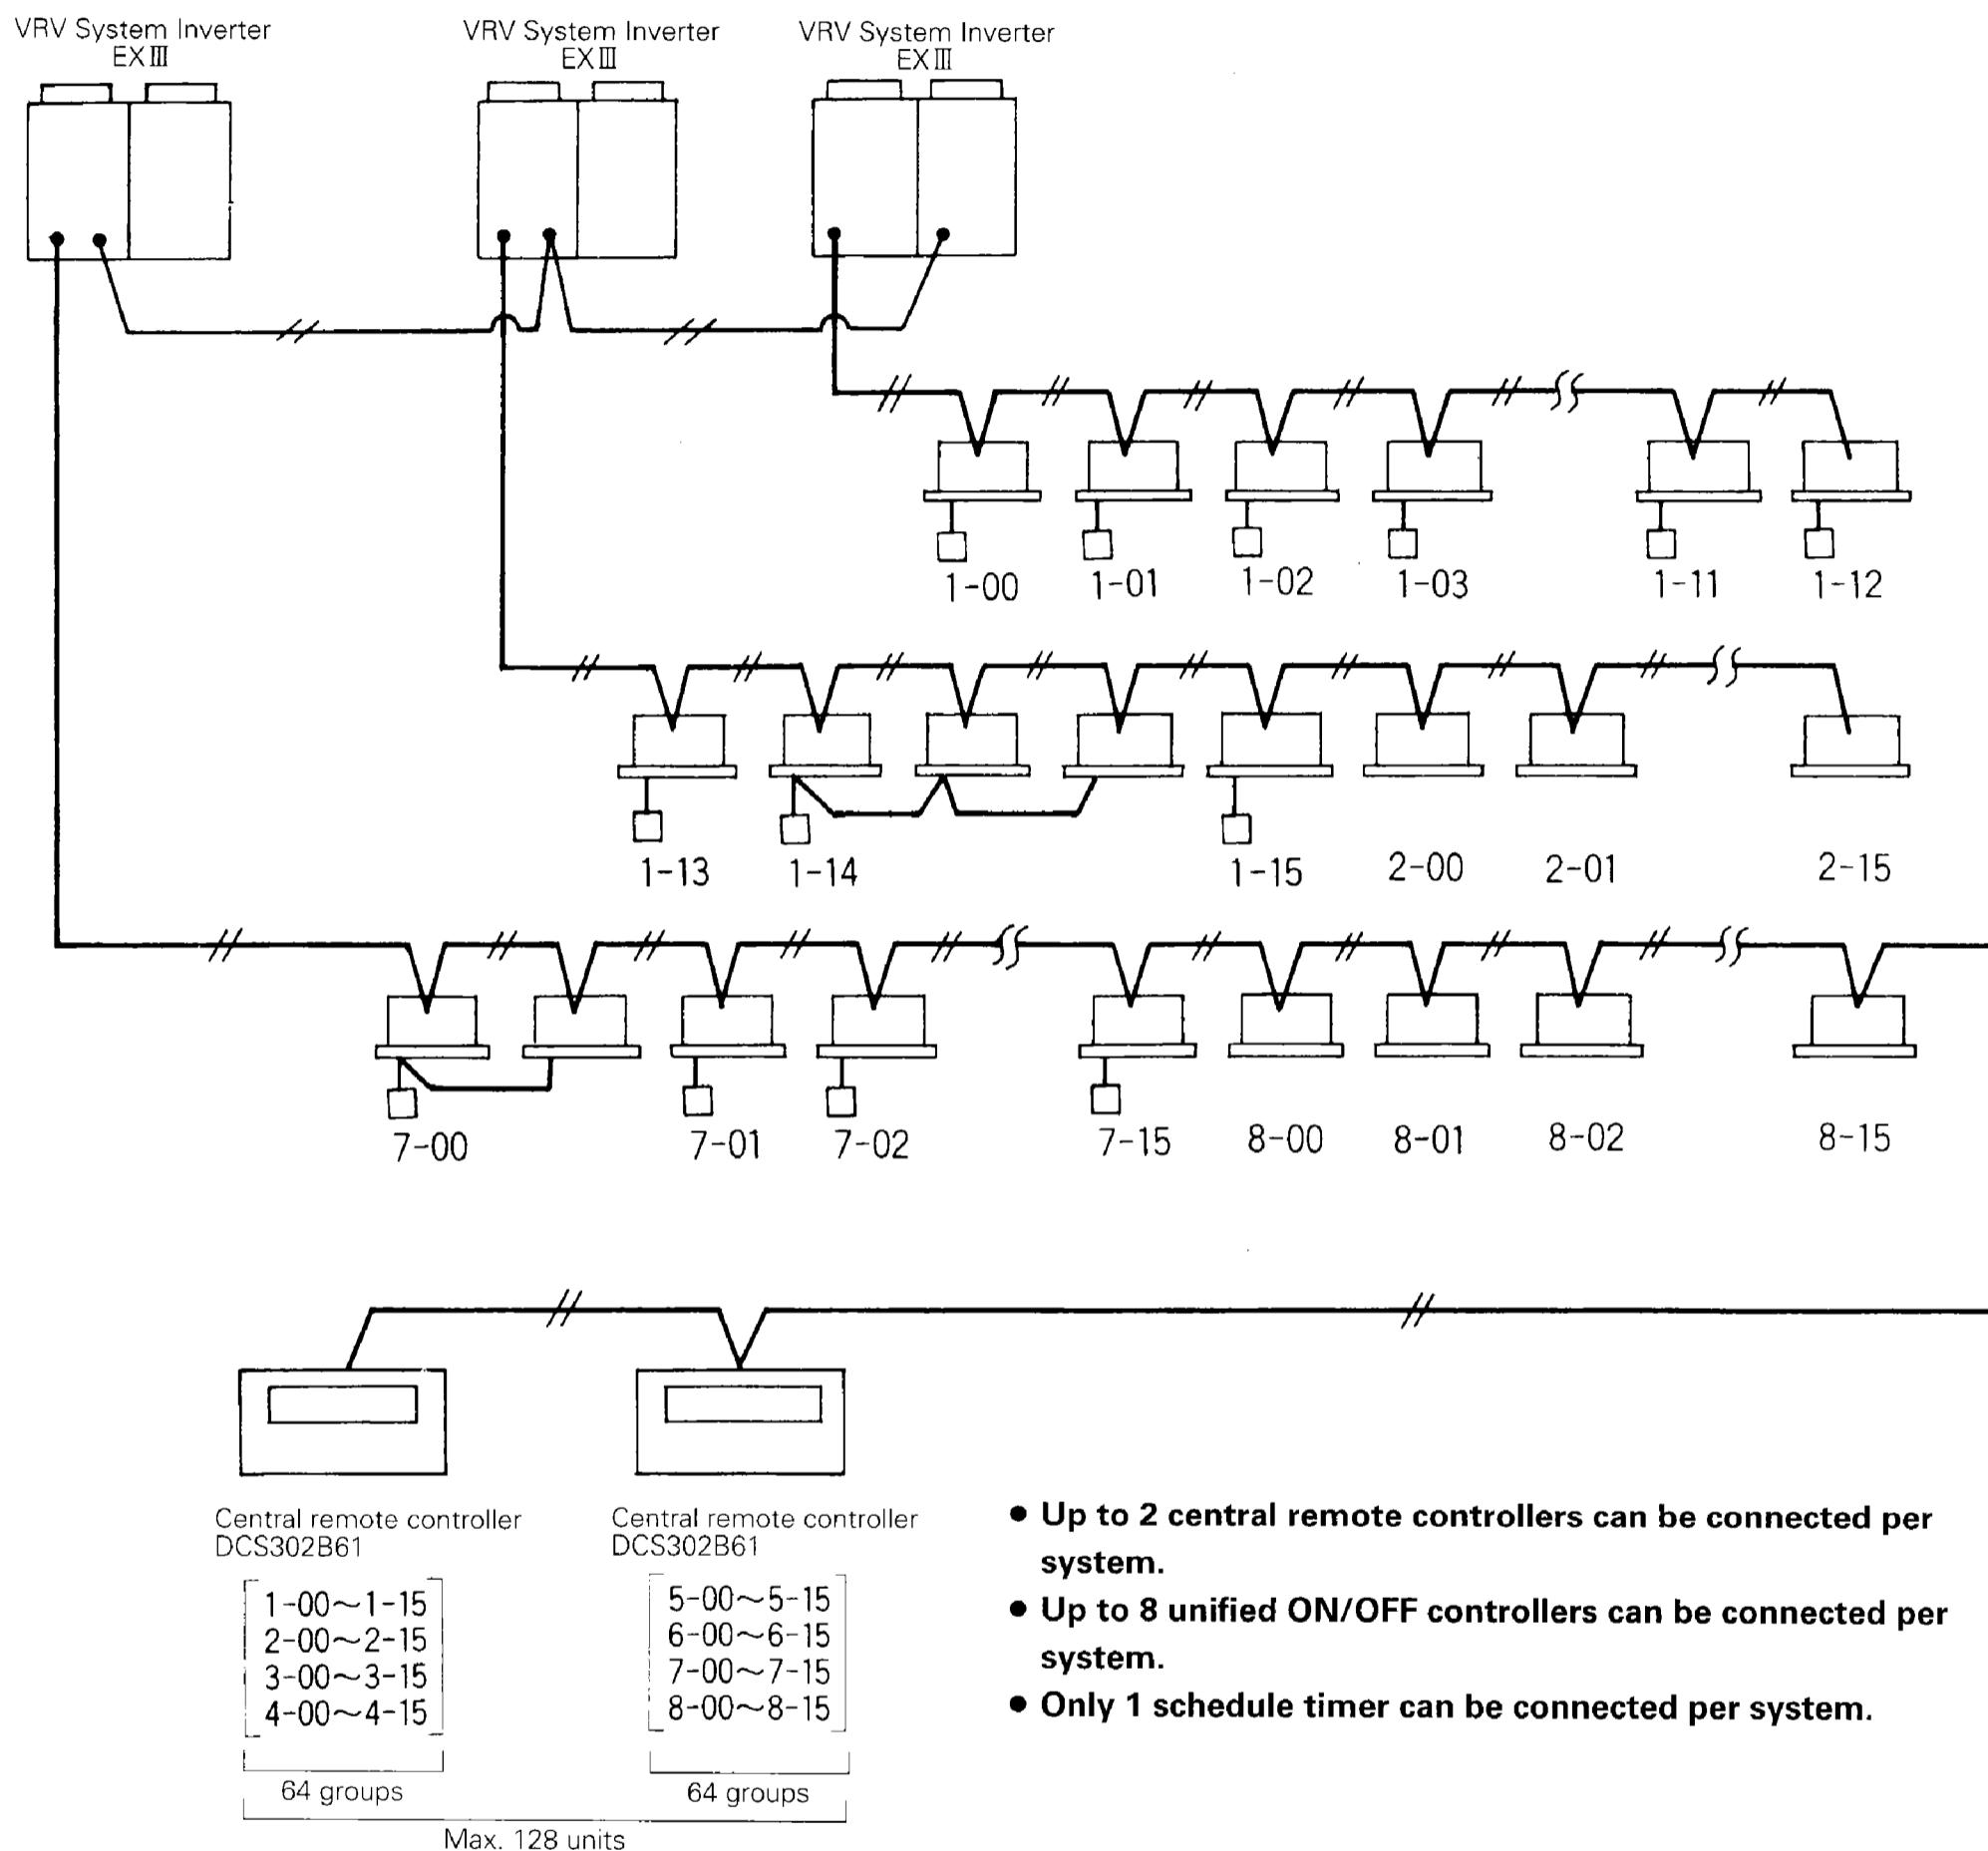 VRV System Inverter
EX III
VRV System Inverter
EX III
VRV System Inverter
EX III
1-00 1-01 1-02 1-03 1-11 1-12
1-13 1-14 1-15 2-00 2-01 2-15
7-00 7-01 7-02 7-15 8-00 8-01 8-02 8-15
Central remote controller
DCS302B61
1-00~1-15
2-00~2-15
3-00~3-15
4-00~4-15
64 groups
Central remote controller
DCS302B61
5-00~5-15
6-00~6-15
7-00~7-15
8-00~8-15
64 groups
Max. 128 units
● Up to 2 central remote controllers can be connected per
system.
● Up to 8 unified ON/OFF controllers can be connected per
system.
● Only 1 schedule timer can be connected per system.